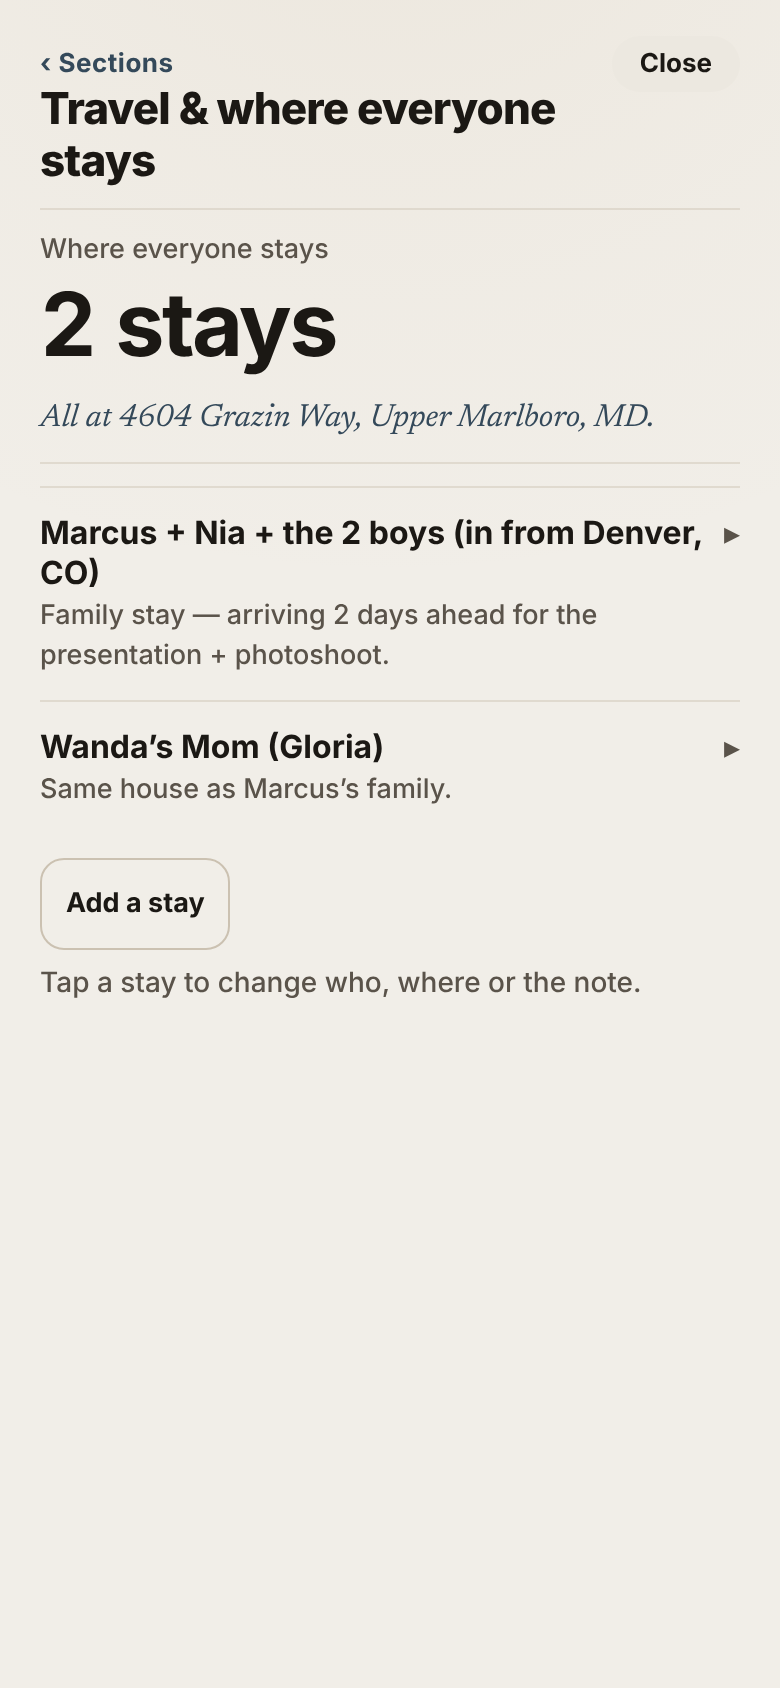 ‹ Sections
Close
Travel & where everyone
stays
Where everyone stays
2 stays
All at 4604 Grazin Way, Upper Marlboro, MD.
Marcus + Nia + the 2 boys (in from Denver, ▶
CO)
Family stay — arriving 2 days ahead for the
presentation + photoshoot.
Wanda’s Mom (Gloria) ▶
Same house as Marcus’s family.
Add a stay
Tap a stay to change who, where or the note.